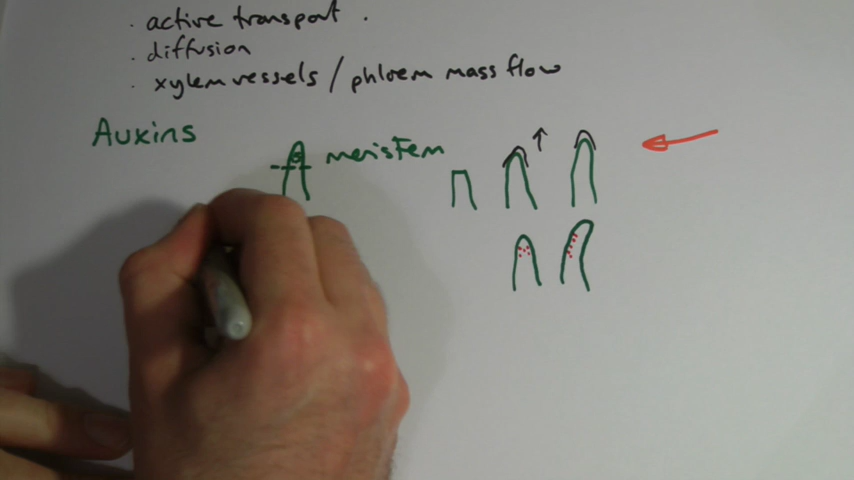 · active transport .
· diffusion
· xylem vessels / phloem mass flow
Auxins
meristem